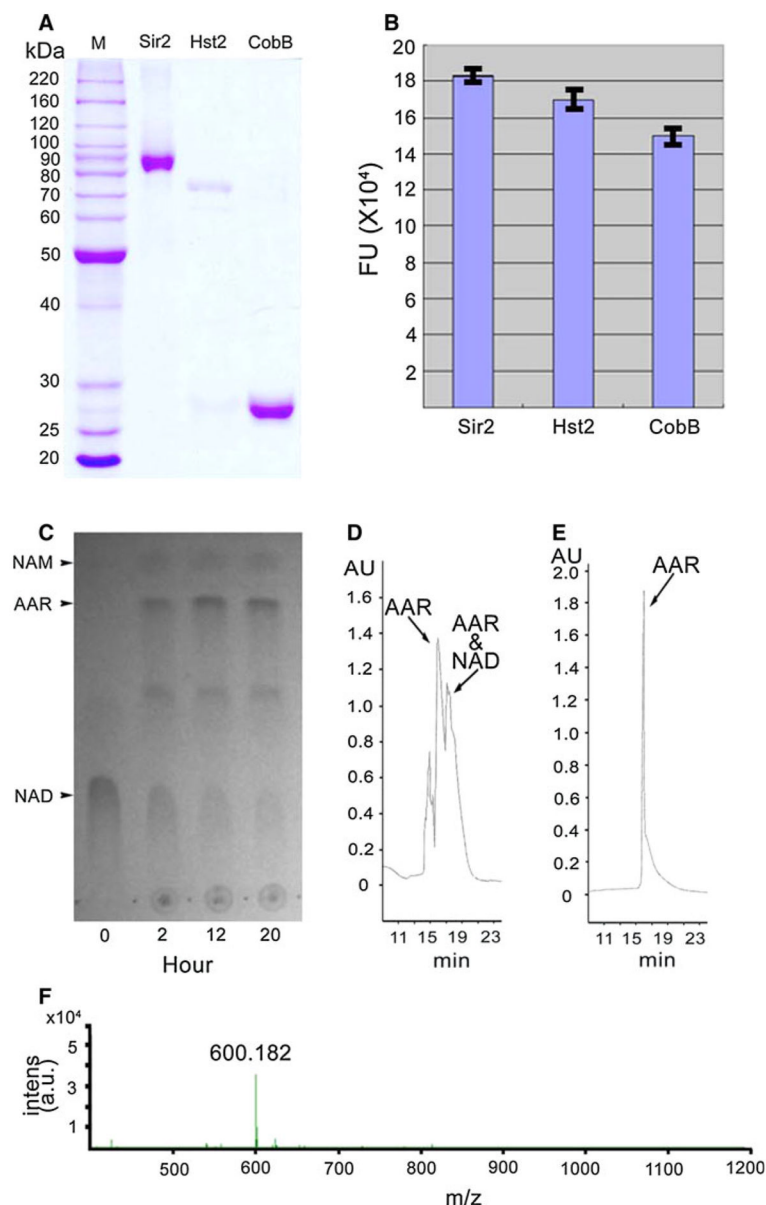 A
kDa M Sir2 Hst2 CobB
220
160
120
100
90
80
70
60
50
40
30
25
20
B
FU (X10⁴)
20
18
16
14
12
10
8
6
4
2
Sir2 Hst2 CobB
C
NAM
AAR
NAD
0 2 12 20
Hour
D
AU
1.6
1.4
1.2
1.0
0.8
0.6
0.4
0.2
0
AAR
AAR
&
NAD
11 15 19 23
min
E
AU
2.0
1.8
1.6
1.4
1.2
1.0
0.8
0.6
0.4
0.2
0
AAR
11 15 19 23
min
F
x10⁴
intens
(a.u.)
5
3
1
600.182
500 600 700 800 900 1000 1100 1200
m/z